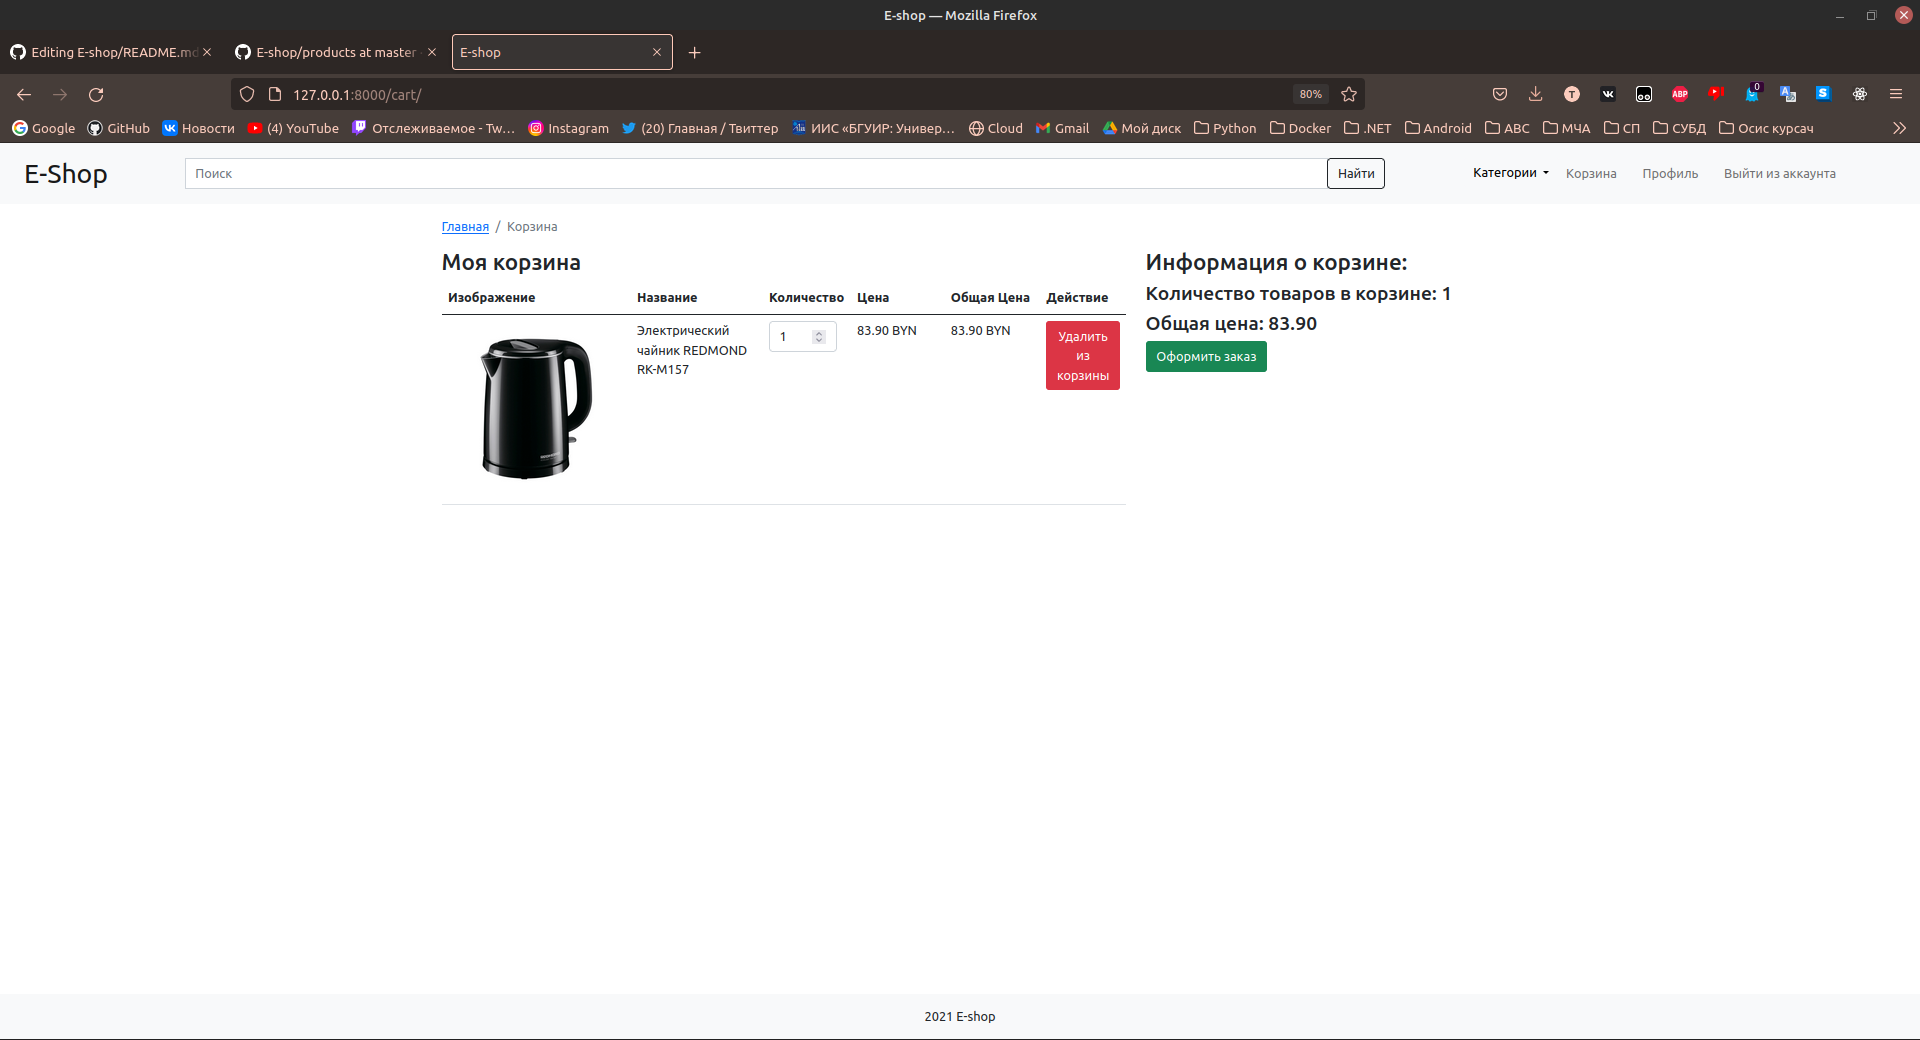 E-shop — Mozilla Firefox
Editing E-shop/README.md
E-shop/products at master
E-shop
127.0.0.1:8000/cart/
80%
T
ABP
0
S
Google
GitHub
Новости
(4) YouTube
Отслеживаемое - Tw…
Instagram
(20) Главная / Твиттер
ИИС «БГУИР: Универ…
Cloud
Gmail
Мой диск
Python
Docker
.NET
Android
АВС
МЧА
СП
СУБД
Осис курсач
E-Shop
Поиск
Найти
Категории
Корзина
Профиль
Выйти из аккаунта
Главная / Корзина
Моя корзина
Изображение Название Количество Цена Общая Цена Действие
Электрический
чайник REDMOND
RK-M157
1
83.90 BYN
83.90 BYN
Удалить
из
корзины
Информация о корзине:
Количество товаров в корзине: 1
Общая цена: 83.90
Оформить заказ
2021 E-shop